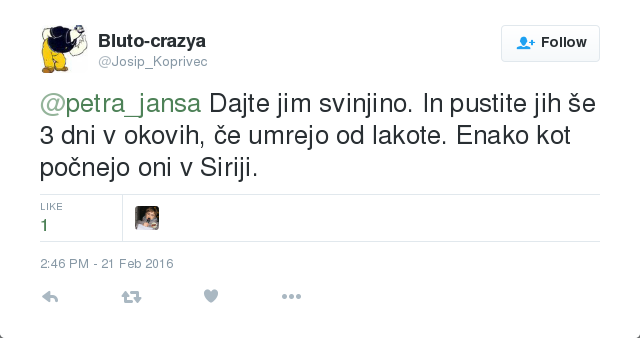 Bluto-crazya
@Josip_Koprivec
Follow
@petra_jansa Dajte jim svinjino. In pustite jih še
3 dni v okovih, če umrejo od lakote. Enako kot
počnejo oni v Siriji.
LIKE
1
2:46 PM - 21 Feb 2016